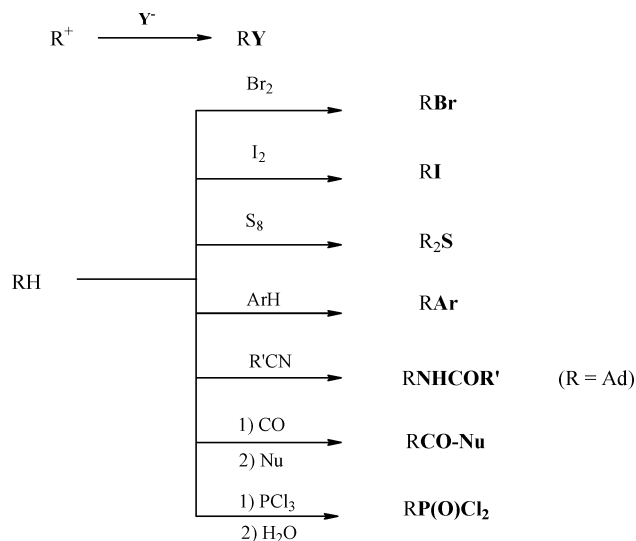 Y⁻
R⁺ RY
Br₂
RBr
I₂
RI
S₈
R₂S
RH
ArH
RAr
R'CN
RNHCOR' (R = Ad)
1) CO
2) Nu
RCO-Nu
1) PCl₃
2) H₂O
RP(O)Cl₂